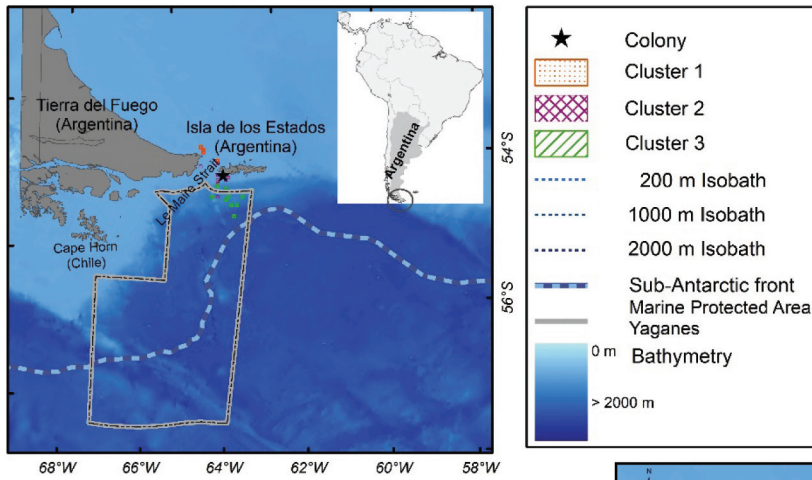 Tierra del Fuego
(Argentina)
Isla de los Estados
(Argentina)
Le Maire Strait
Cape Horn
(Chile)
Argentina
54°S
56°S
68°W
66°W
64°W
62°W
60°W
58°W
Colony
Cluster 1
Cluster 2
Cluster 3
200 m Isobath
1000 m Isobath
2000 m Isobath
Sub-Antarctic front
Marine Protected Area
Yaganes
0 m
Bathymetry
> 2000 m
N